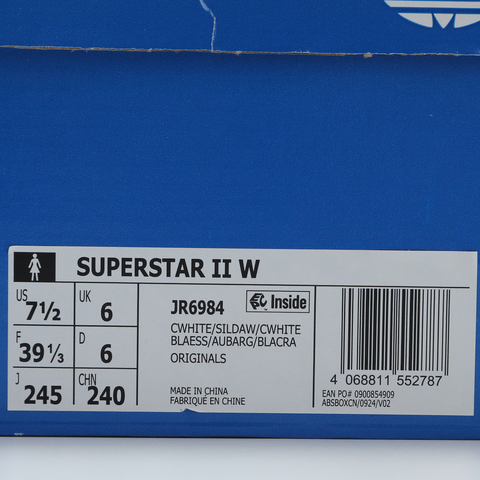 SUPERSTAR II W
US 7½
UK 6
F 39⅓
D 6
J 245
CHN 240
JR6984
Inside
CWHITE/SILDAW/CWHITE
BLAESS/AUBARG/BLACRA
ORIGINALS
MADE IN CHINA
FABRIQUÉ EN CHINE
4 068811 552787
EAN PO# 0900854909
ABSBOXCN/0924/V02